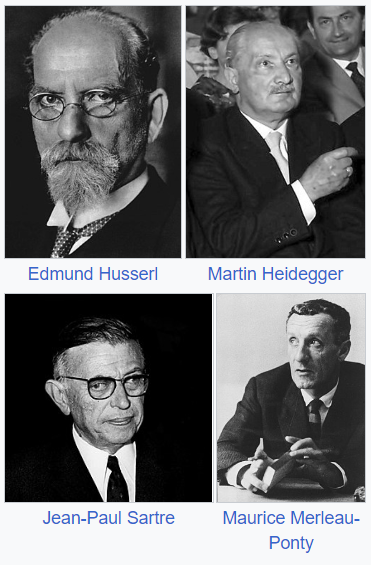 Edmund Husserl
Martin Heidegger
Jean-Paul Sartre
Maurice Merleau-
Ponty